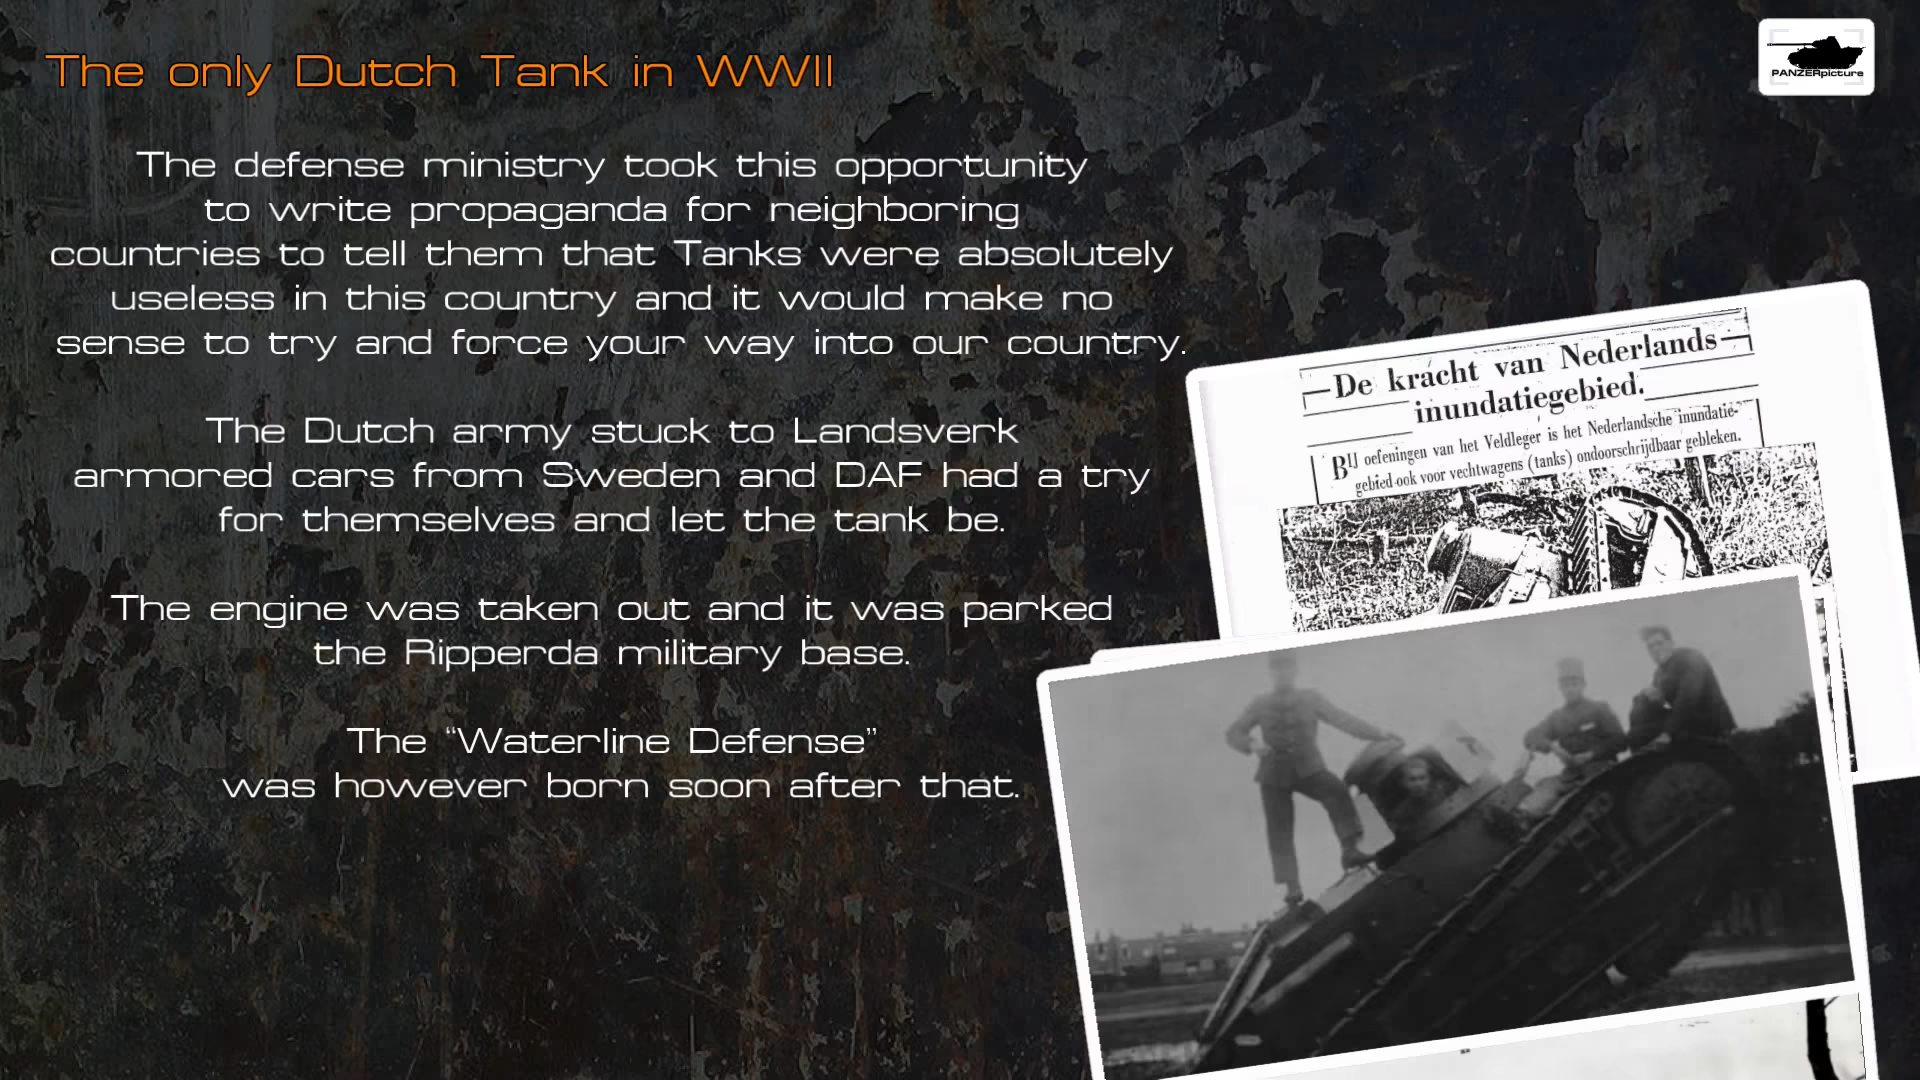 The only Dutch Tank in WWII
PANZERpicture
The defense ministry took this opportunity
to write propaganda for neighboring
countries to tell them that Tanks were absolutely
useless in this country and it would make no
sense to try and force your way into our country.
The Dutch army stuck to Landsverk
armored cars from Sweden and DAF had a try
for themselves and let the tank be.
The engine was taken out and it was parked
the Ripperda military base.
The “Waterline Defense”
was however born soon after that.
De kracht van Nederlands
inundatiegebied.
BIJ oefeningen van het Veldleger is het Nederlandsche inundatie-
gebied ook voor vechtwagens (tanks) ondoorschrijdbaar gebleken.